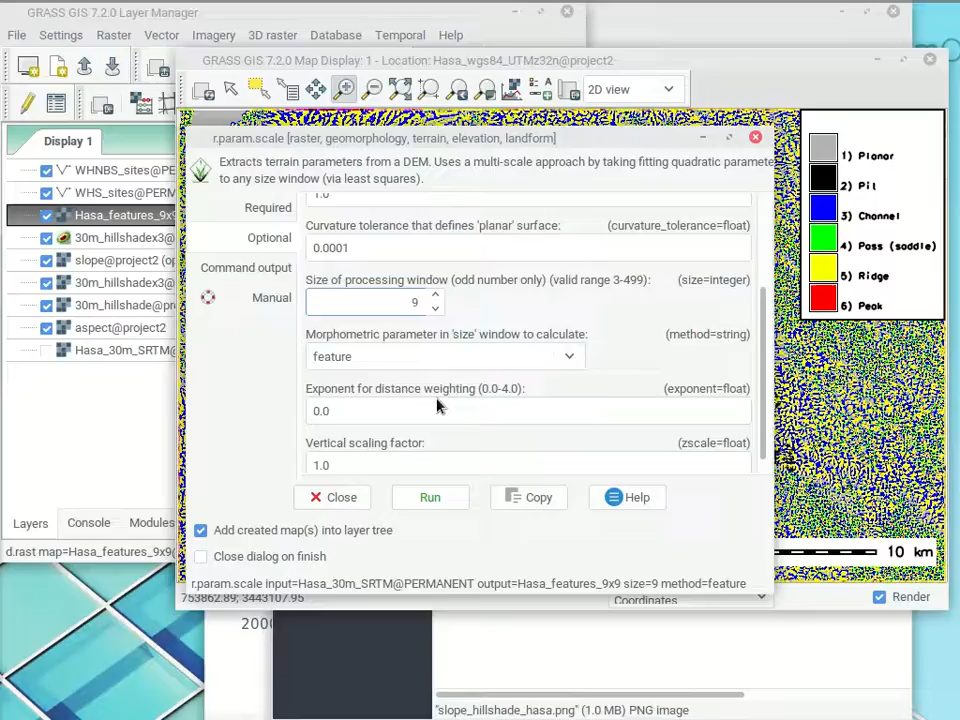 GRASS GIS 7.2.0 Layer Manager
File Settings Raster Vector Imagery 3D raster Database Temporal Help
GRASS GIS 7.2.0 Map Display: 1 - Location: Hasa_wgs84_UTMz32n@project2
2D view
Display 1
WHNBS_sites@PE
WHS_sites@PERM
Hasa_features_9x9
30m_hillshadex3@
slope@project2 (op
30m_hillshadex3@
30m_hillshade@pr
aspect@project2
Hasa_30m_SRTM@
Layers Console Modules
d.rast map=Hasa_features_9x9(
r.param.scale [raster, geomorphology, terrain, elevation, landform]
Extracts terrain parameters from a DEM. Uses a multi-scale approach by taking fitting quadratic paramete
to any size window (via least squares).
Required
Optional
Command output
Manual
1.0
Curvature tolerance that defines 'planar' surface: (curvature_tolerance=float)
0.0001
Size of processing window (odd number only) (valid range 3-499): (size=integer)
9
Morphometric parameter in 'size' window to calculate: (method=string)
feature
Exponent for distance weighting (0.0-4.0): (exponent=float)
0.0
Vertical scaling factor: (zscale=float)
1.0
Close Run Copy Help
Add created map(s) into layer tree
Close dialog on finish
r.param.scale input=Hasa_30m_SRTM@PERMANENT output=Hasa_features_9x9 size=9 method=feature
1) Planar
2) Pit
3) Channel
4) Pass (saddle)
5) Ridge
6) Peak
10 km
753862.89; 3443107.95
Coordinates
Render
2000
"slope_hillshade_hasa.png" (1.0 MB) PNG image